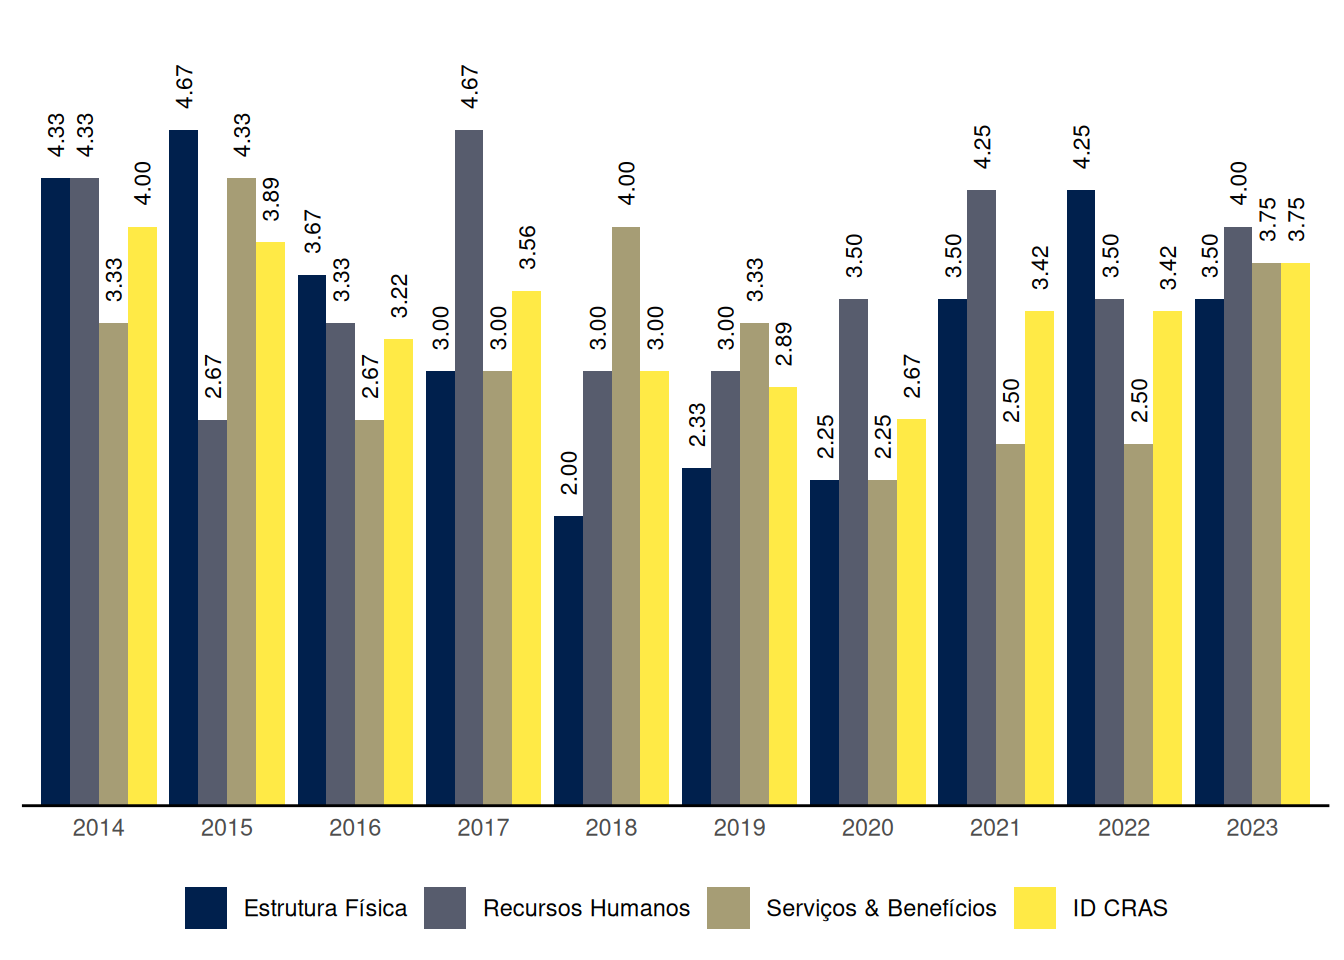 4.33 4.33 3.33 4.00
4.67 2.67 4.33 3.89
3.67 3.33 2.67 3.22
3.00 4.67 3.00 3.56
2.00 3.00 4.00 3.00
2.33 3.00 3.33 2.89
2.25 3.50 2.25 2.67
3.50 4.25 2.50 3.42
4.25 3.50 2.50 3.42
3.50 4.00 3.75 3.75
2014 2015 2016 2017 2018 2019 2020 2021 2022 2023
Estrutura Física Recursos Humanos Serviços & Benefícios ID CRAS